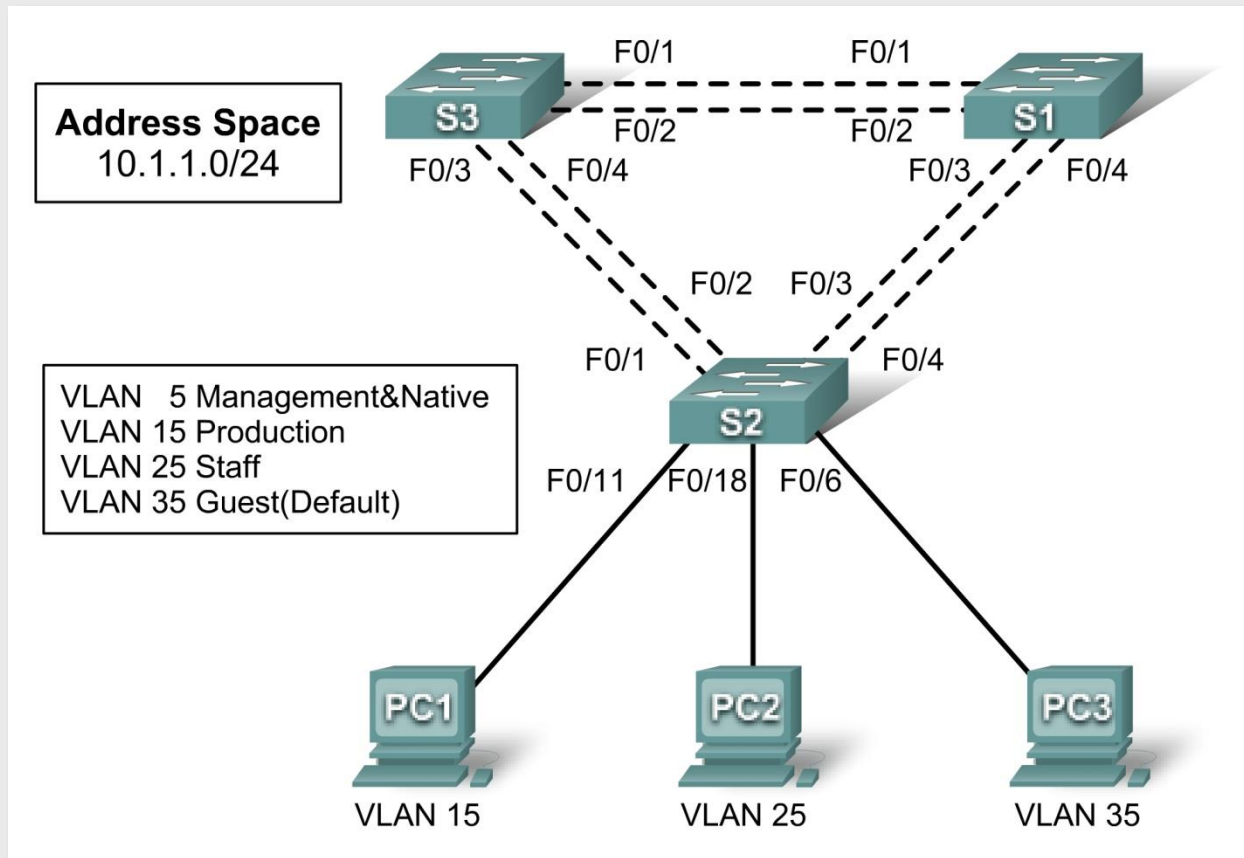 F0/1
F0/1
S3
S1
F0/2
F0/2
Address Space
10.1.1.0/24
F0/3
F0/4
F0/3
F0/4
F0/2
F0/3
F0/1
F0/4
VLAN 5 Management&Native
VLAN 15 Production
VLAN 25 Staff
VLAN 35 Guest(Default)
S2
F0/11
F0/18
F0/6
PC1
PC2
PC3
VLAN 15
VLAN 25
VLAN 35